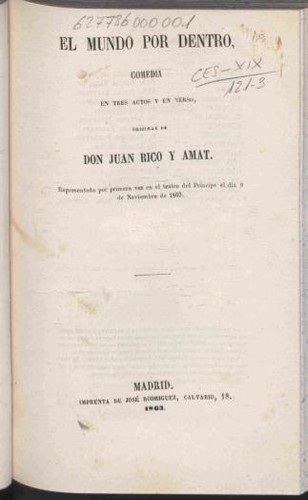 627786000001
EL MUNDO POR DENTRO,
CES-XIX
121-3
COMEDIA
EN TRES ACTOS Y EN VERSO,
ORIGINAL DE
DON JUAN RICO Y AMAT.
Representada por primera vez en el teatro del Príncipe el dia 9
de Noviembre de 1863.
MADRID.
IMPRENTA DE JOSÉ RODRIGUEZ, CALVARIO, 18.
1863.